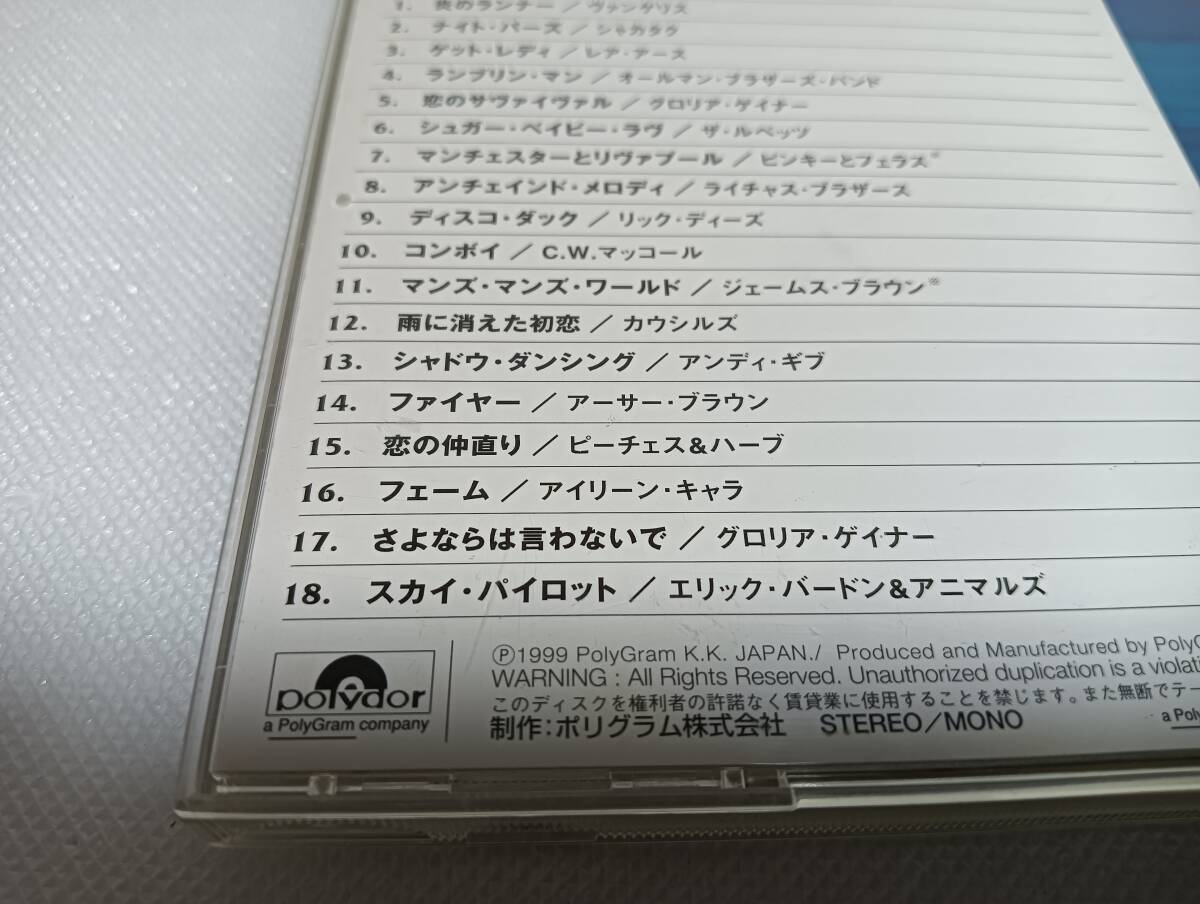 1. 炎のランナー／ヴァンゲリス
2. ナイト・バーズ／シャカタク
3. ゲット・レディ／レア・アース
4. ランブリン・マン／オールマン・ブラザーズ・バンド
5. 恋のサヴァイヴァル／グロリア・ゲイナー
6. シュガー・ベイビー・ラヴ／ザ・ルベッツ
7. マンチェスターとリヴァプール／ピンキーとフェラス※
8. アンチェインド・メロディ／ライチャス・ブラザース
9. ディスコ・ダック／リック・ディーズ
10. コンボイ／C.W.マッコール
11. マンズ・マンズ・ワールド／ジェームス・ブラウン※
12. 雨に消えた初恋／カウシルズ
13. シャドウ・ダンシング／アンディ・ギブ
14. ファイヤー／アーサー・ブラウン
15. 恋の仲直り／ピーチェス&ハーブ
16. フェーム／アイリーン・キャラ
17. さよならは言わないで／グロリア・ゲイナー
18. スカイ・パイロット／エリック・バードン&アニマルズ
polydor
a PolyGram company
Ⓟ1999 PolyGram K.K. JAPAN./ Produced and Manufactured by PolyG
WARNING : All Rights Reserved. Unauthorized duplication is a violati
このディスクを権利者の許諾なく賃貸業に使用することを禁じます。また無断でテー
制作：ポリグラム株式会社 STEREO／MONO
a Pol